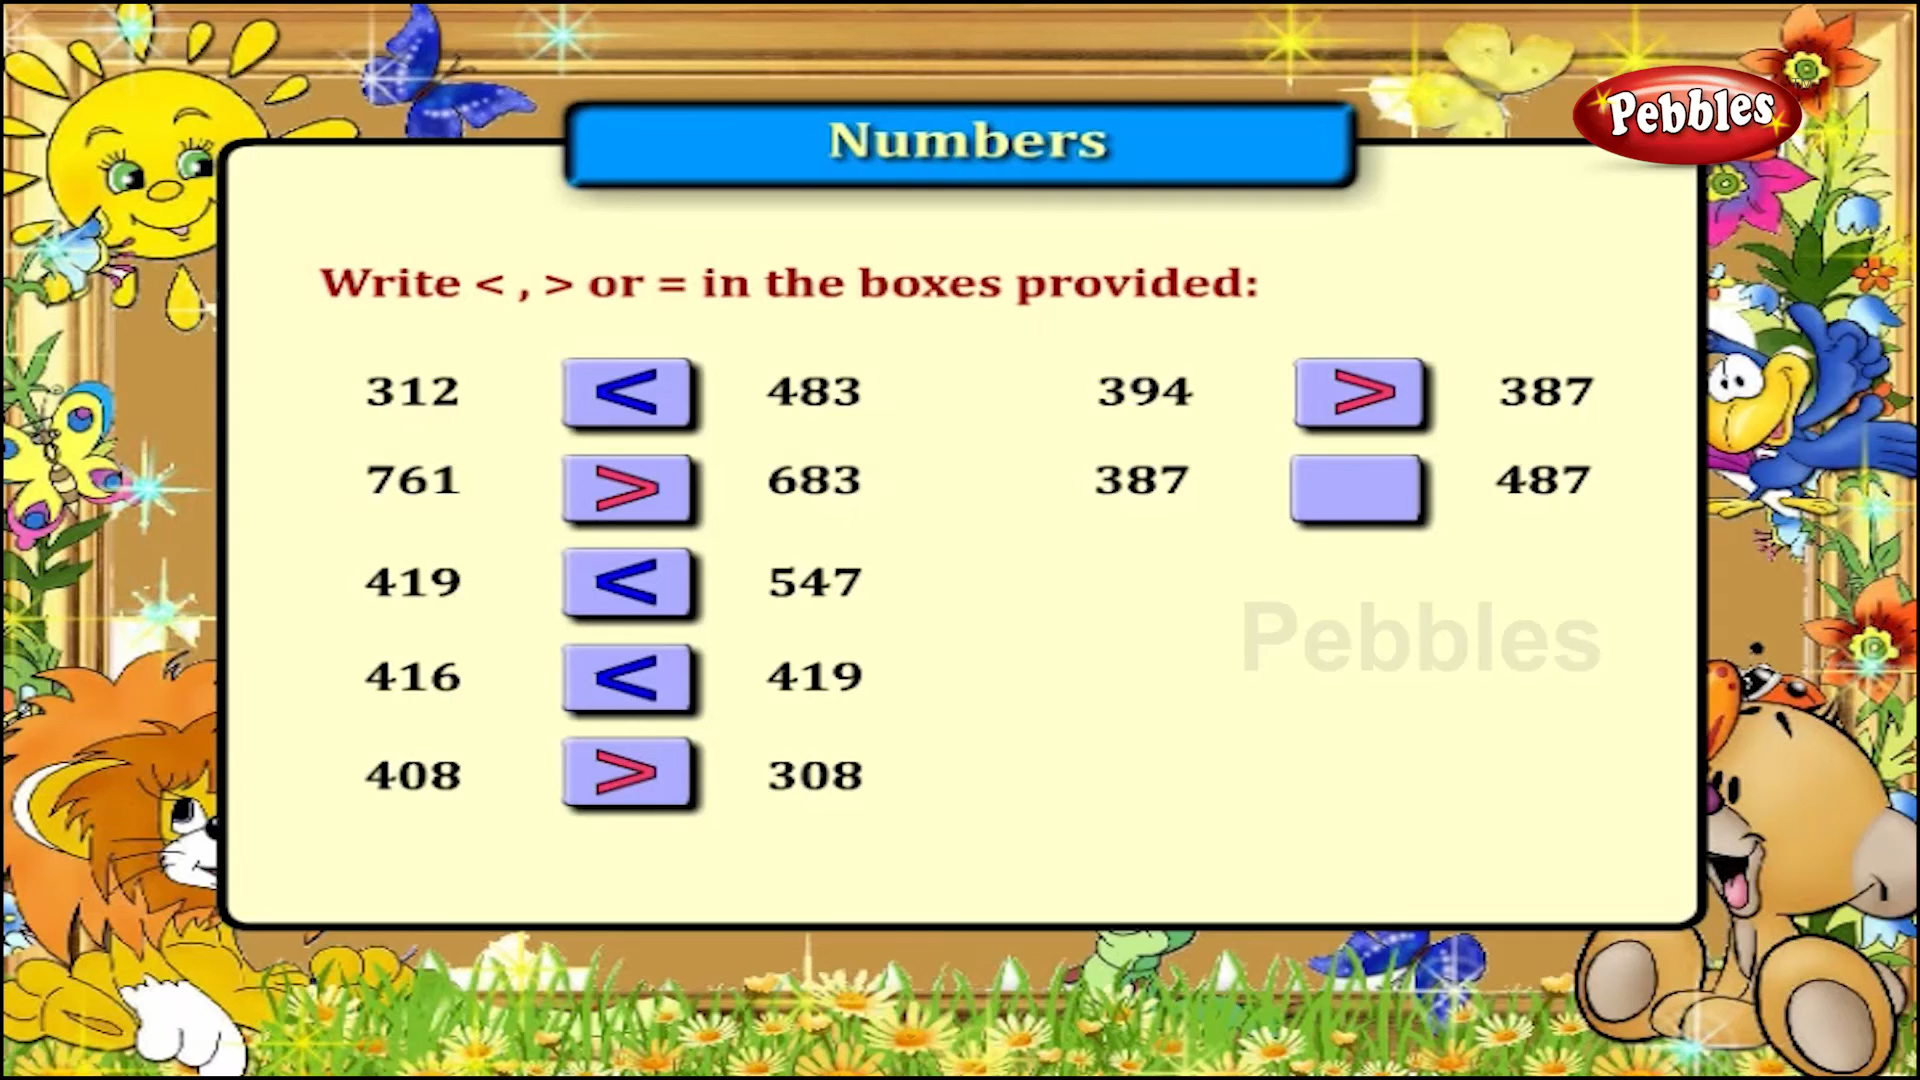 Pebbles
TM
Numbers
Write < , > or = in the boxes provided:
312 < 483 394 > 387
761 > 683 387 487
419 < 547
416 < 419
408 > 308
Pebbles